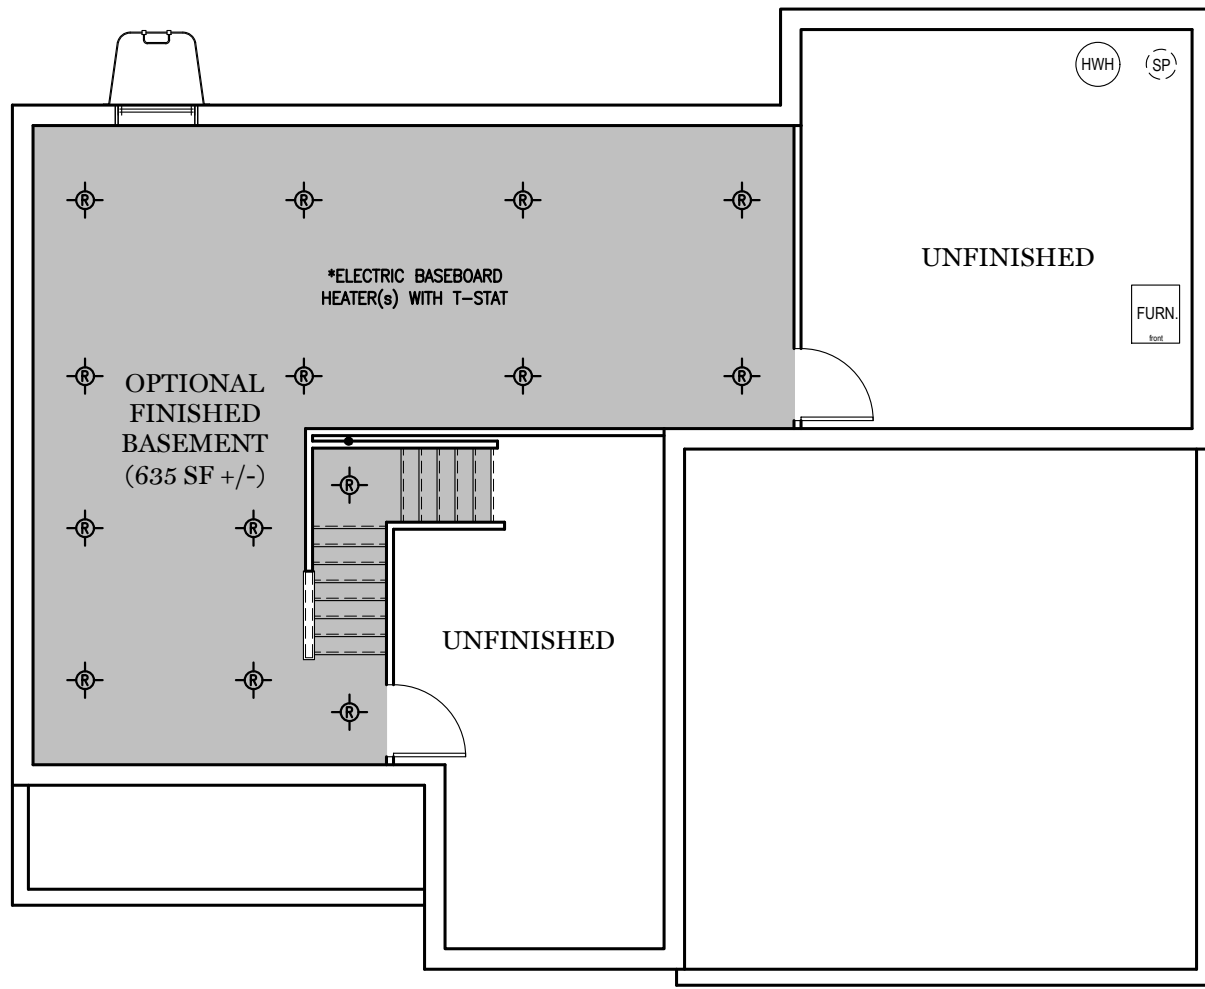 HWH SP
R R R R
UNFINISHED
*ELECTRIC BASEBOARD
HEATER(s) WITH T-STAT
FURN.
front
R R R R
OPTIONAL
FINISHED
BASEMENT
(635 SF +/-)
R
R R
UNFINISHED
R R
R